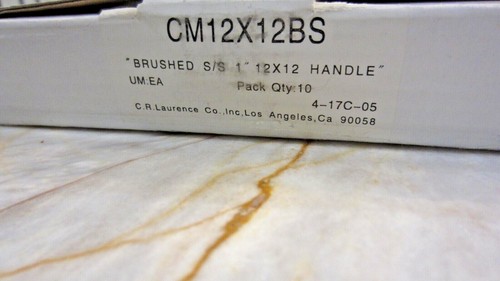 CM12X12BS
"BRUSHED S/S 1" 12X12 HANDLE"
UM:EA Pack Qty:10
4-17C-05
C.R.Laurence Co.,Inc,Los Angeles,Ca 90058